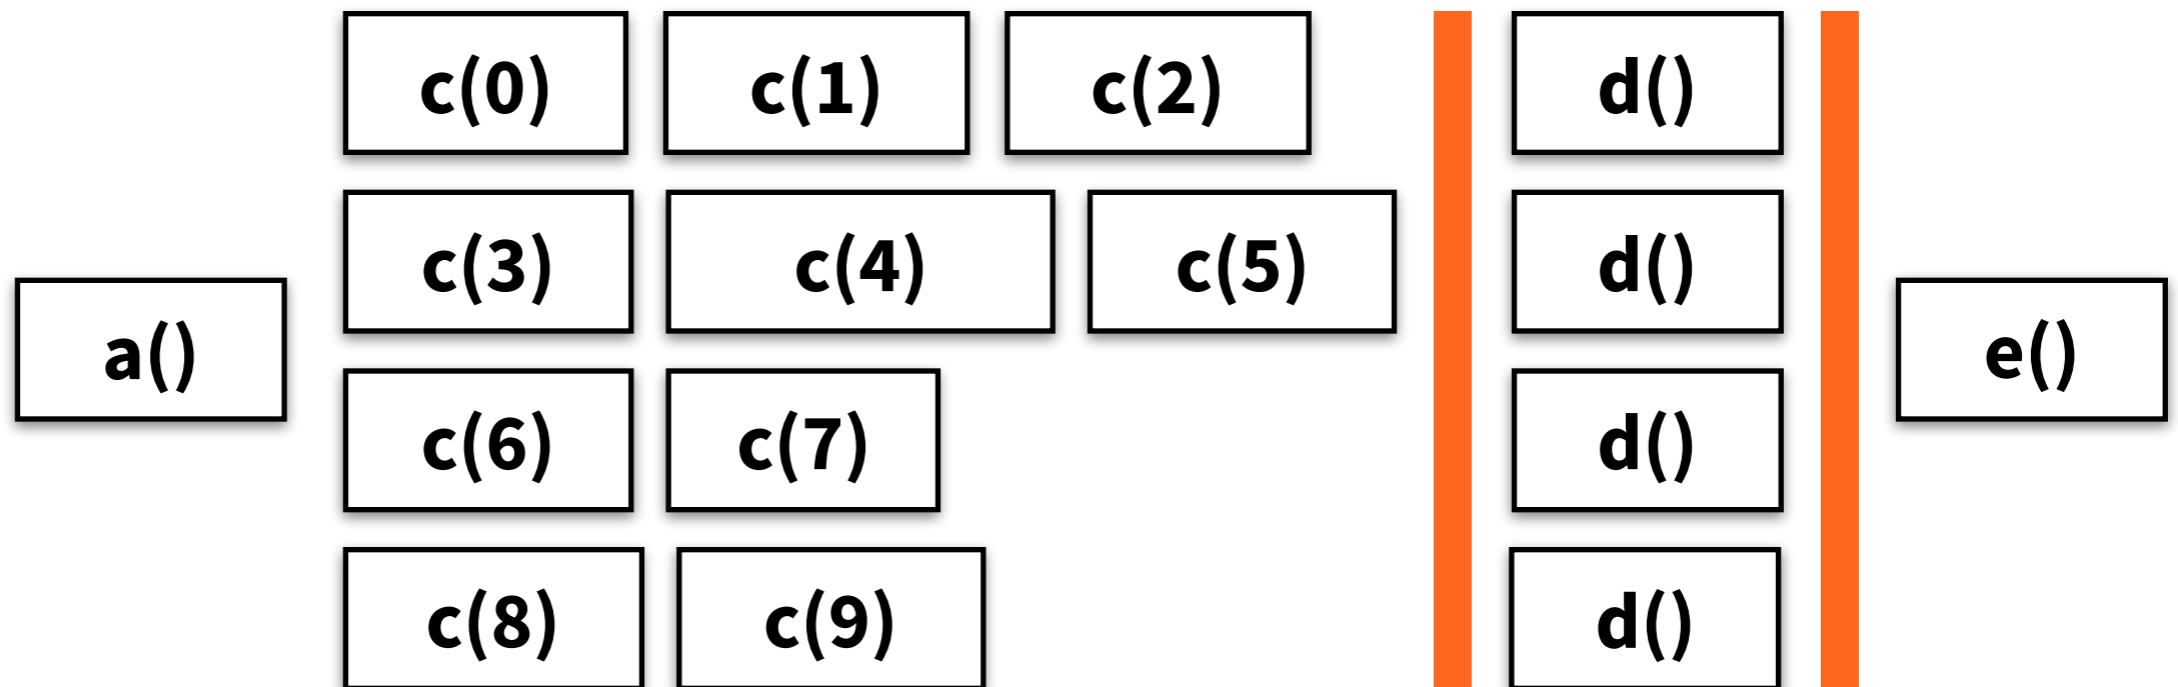 c(0) c(1) c(2) d()
c(3) c(4) c(5) d()
a() e()
c(6) c(7) d()
c(8) c(9) d()